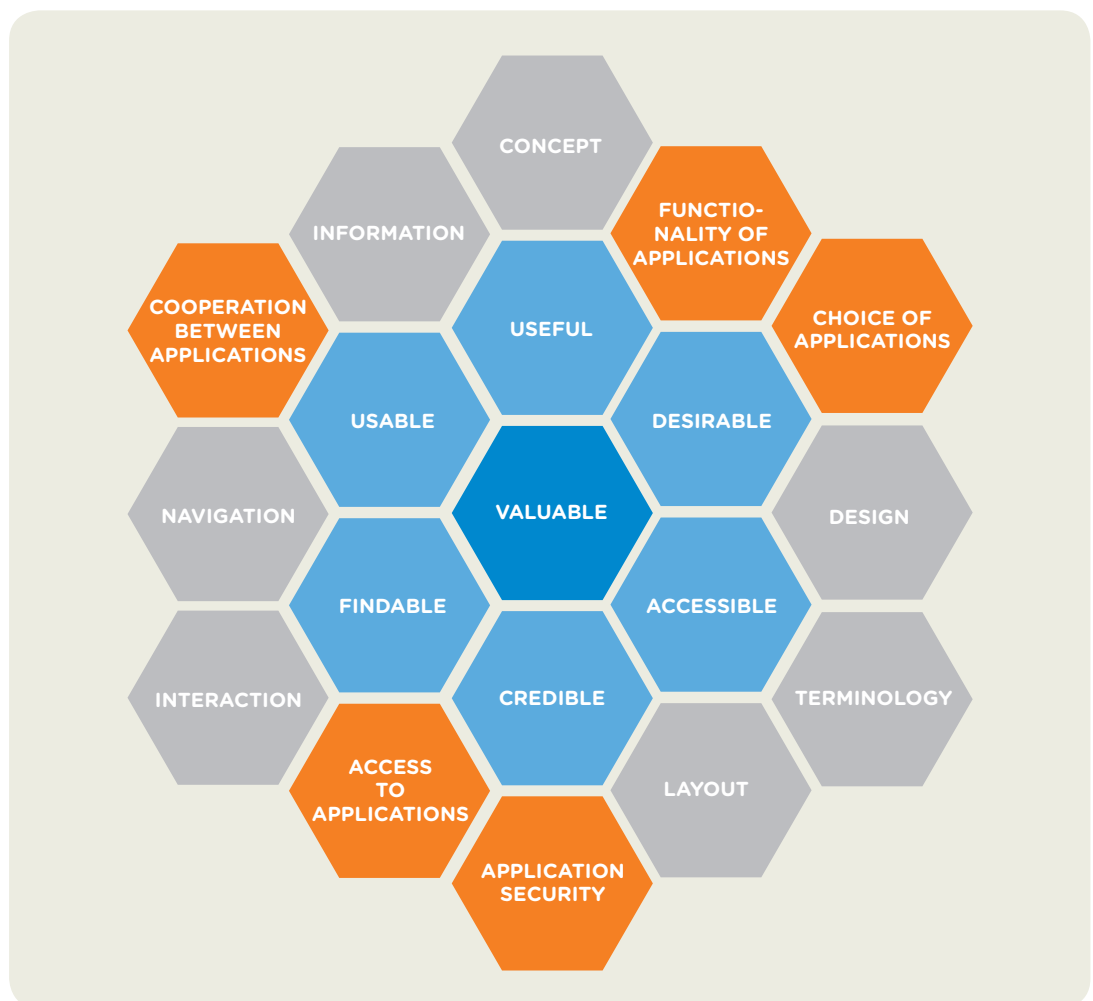 CONCEPT
FUNCTIO-
NALITY OF
APPLICATIONS
INFORMATION
COOPERATION
BETWEEN
APPLICATIONS
USEFUL
CHOICE OF
APPLICATIONS
USABLE
DESIRABLE
NAVIGATION
VALUABLE
DESIGN
FINDABLE
ACCESSIBLE
INTERACTION
CREDIBLE
TERMINOLOGY
ACCESS
TO
APPLICATIONS
LAYOUT
APPLICATION
SECURITY